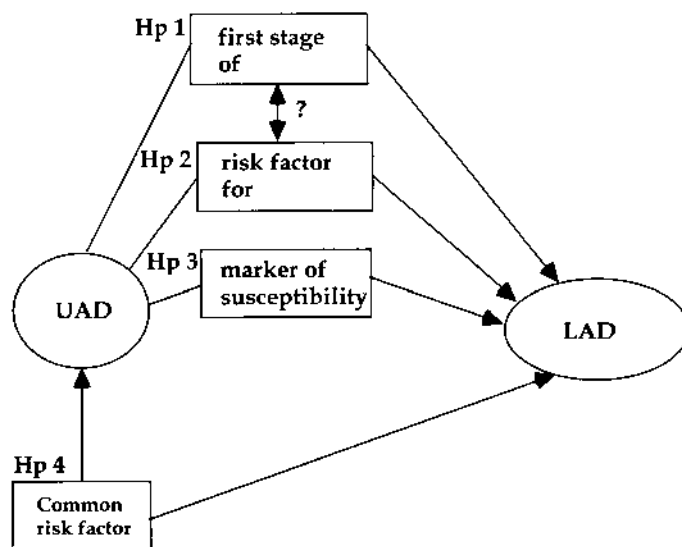 Hp 1
first stage
of
?
Hp 2
risk factor
for
Hp 3
marker of
susceptibility
UAD
LAD
Hp 4
Common
risk factor